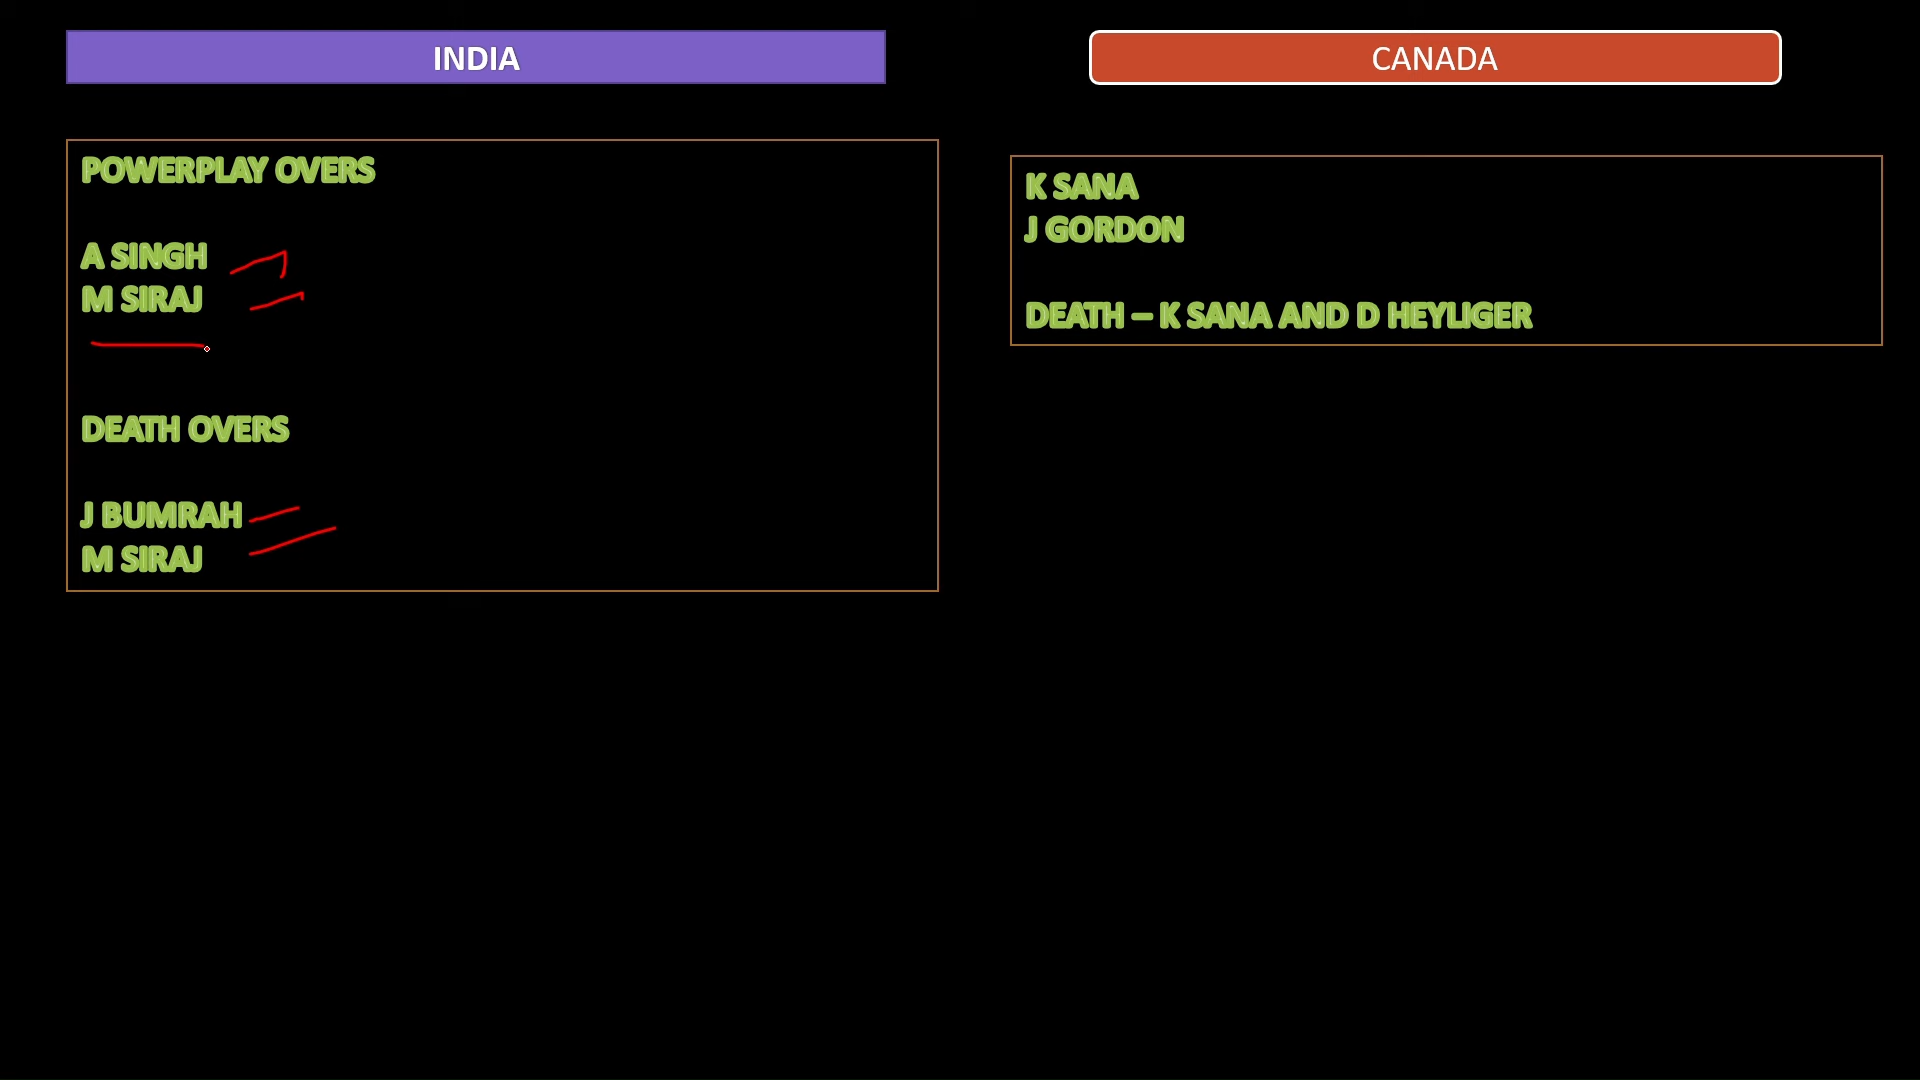 INDIA
POWERPLAY OVERS
A SINGH
M SIRAJ
DEATH OVERS
J BUMRAH
M SIRAJ
CANADA
K SANA
J GORDON
DEATH – K SANA AND D HEYLIGER